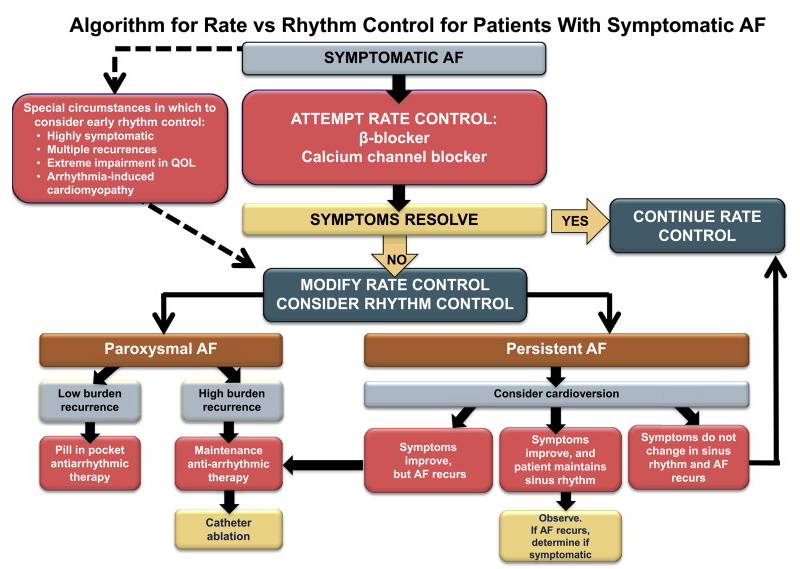 Algorithm for Rate vs Rhythm Control for Patients With Symptomatic AF
SYMPTOMATIC AF
Special circumstances in which to
consider early rhythm control:
• Highly symptomatic
• Multiple recurrences
• Extreme impairment in QOL
• Arrhythmia-induced
cardiomyopathy
ATTEMPT RATE CONTROL:
β-blocker
Calcium channel blocker
SYMPTOMS RESOLVE
YES
CONTINUE RATE
CONTROL
NO
MODIFY RATE CONTROL
CONSIDER RHYTHM CONTROL
Paroxysmal AF
Persistent AF
Low burden
recurrence
High burden
recurrence
Consider cardioversion
Pill in pocket
antiarrhythmic
therapy
Maintenance
anti-arrhythmic
therapy
Symptoms
improve,
but AF recurs
Symptoms
improve, and
patient maintains
sinus rhythm
Symptoms do not
change in sinus
rhythm and AF
recurs
Catheter
ablation
Observe.
If AF recurs,
determine if
symptomatic